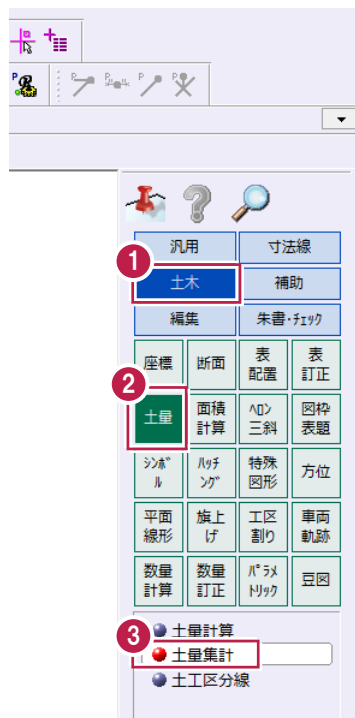 P
P
P
P
汎用
寸法線
1
土木
補助
編集
朱書・ﾁｪｯｸ
座標
断面
表
配置
表
訂正
2
土量
面積
計算
ﾍﾛﾝ
三斜
図枠
表題
ｼﾝﾎﾞ
ﾙ
ﾊｯﾁ
ﾝｸﾞ
特殊
図形
方位
平面
線形
旗上
げ
工区
割り
車両
軌跡
数量
計算
数量
訂正
ﾊﾟﾗﾒ
ﾄﾘｯｸ
豆図
土量計算
3
土量集計
土工区分線